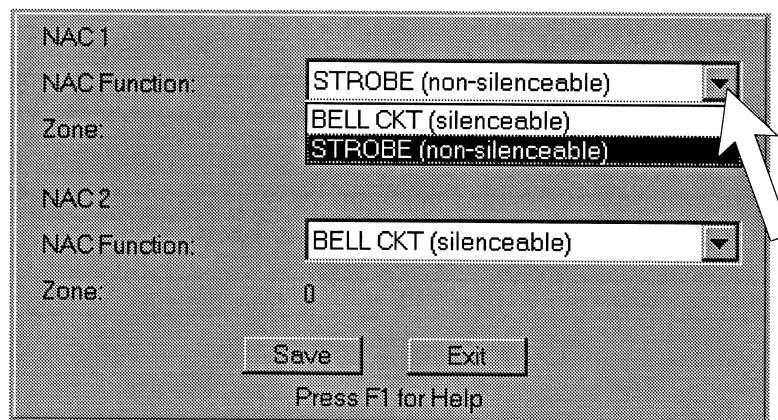 NAC 1
NAC Function: STROBE (non-silenceable)
Zone: BELL CKT (silenceable)
STROBE (non-silenceable)
NAC 2
NAC Function: BELL CKT (silenceable)
Zone: 0
Save Exit
Press F1 for Help